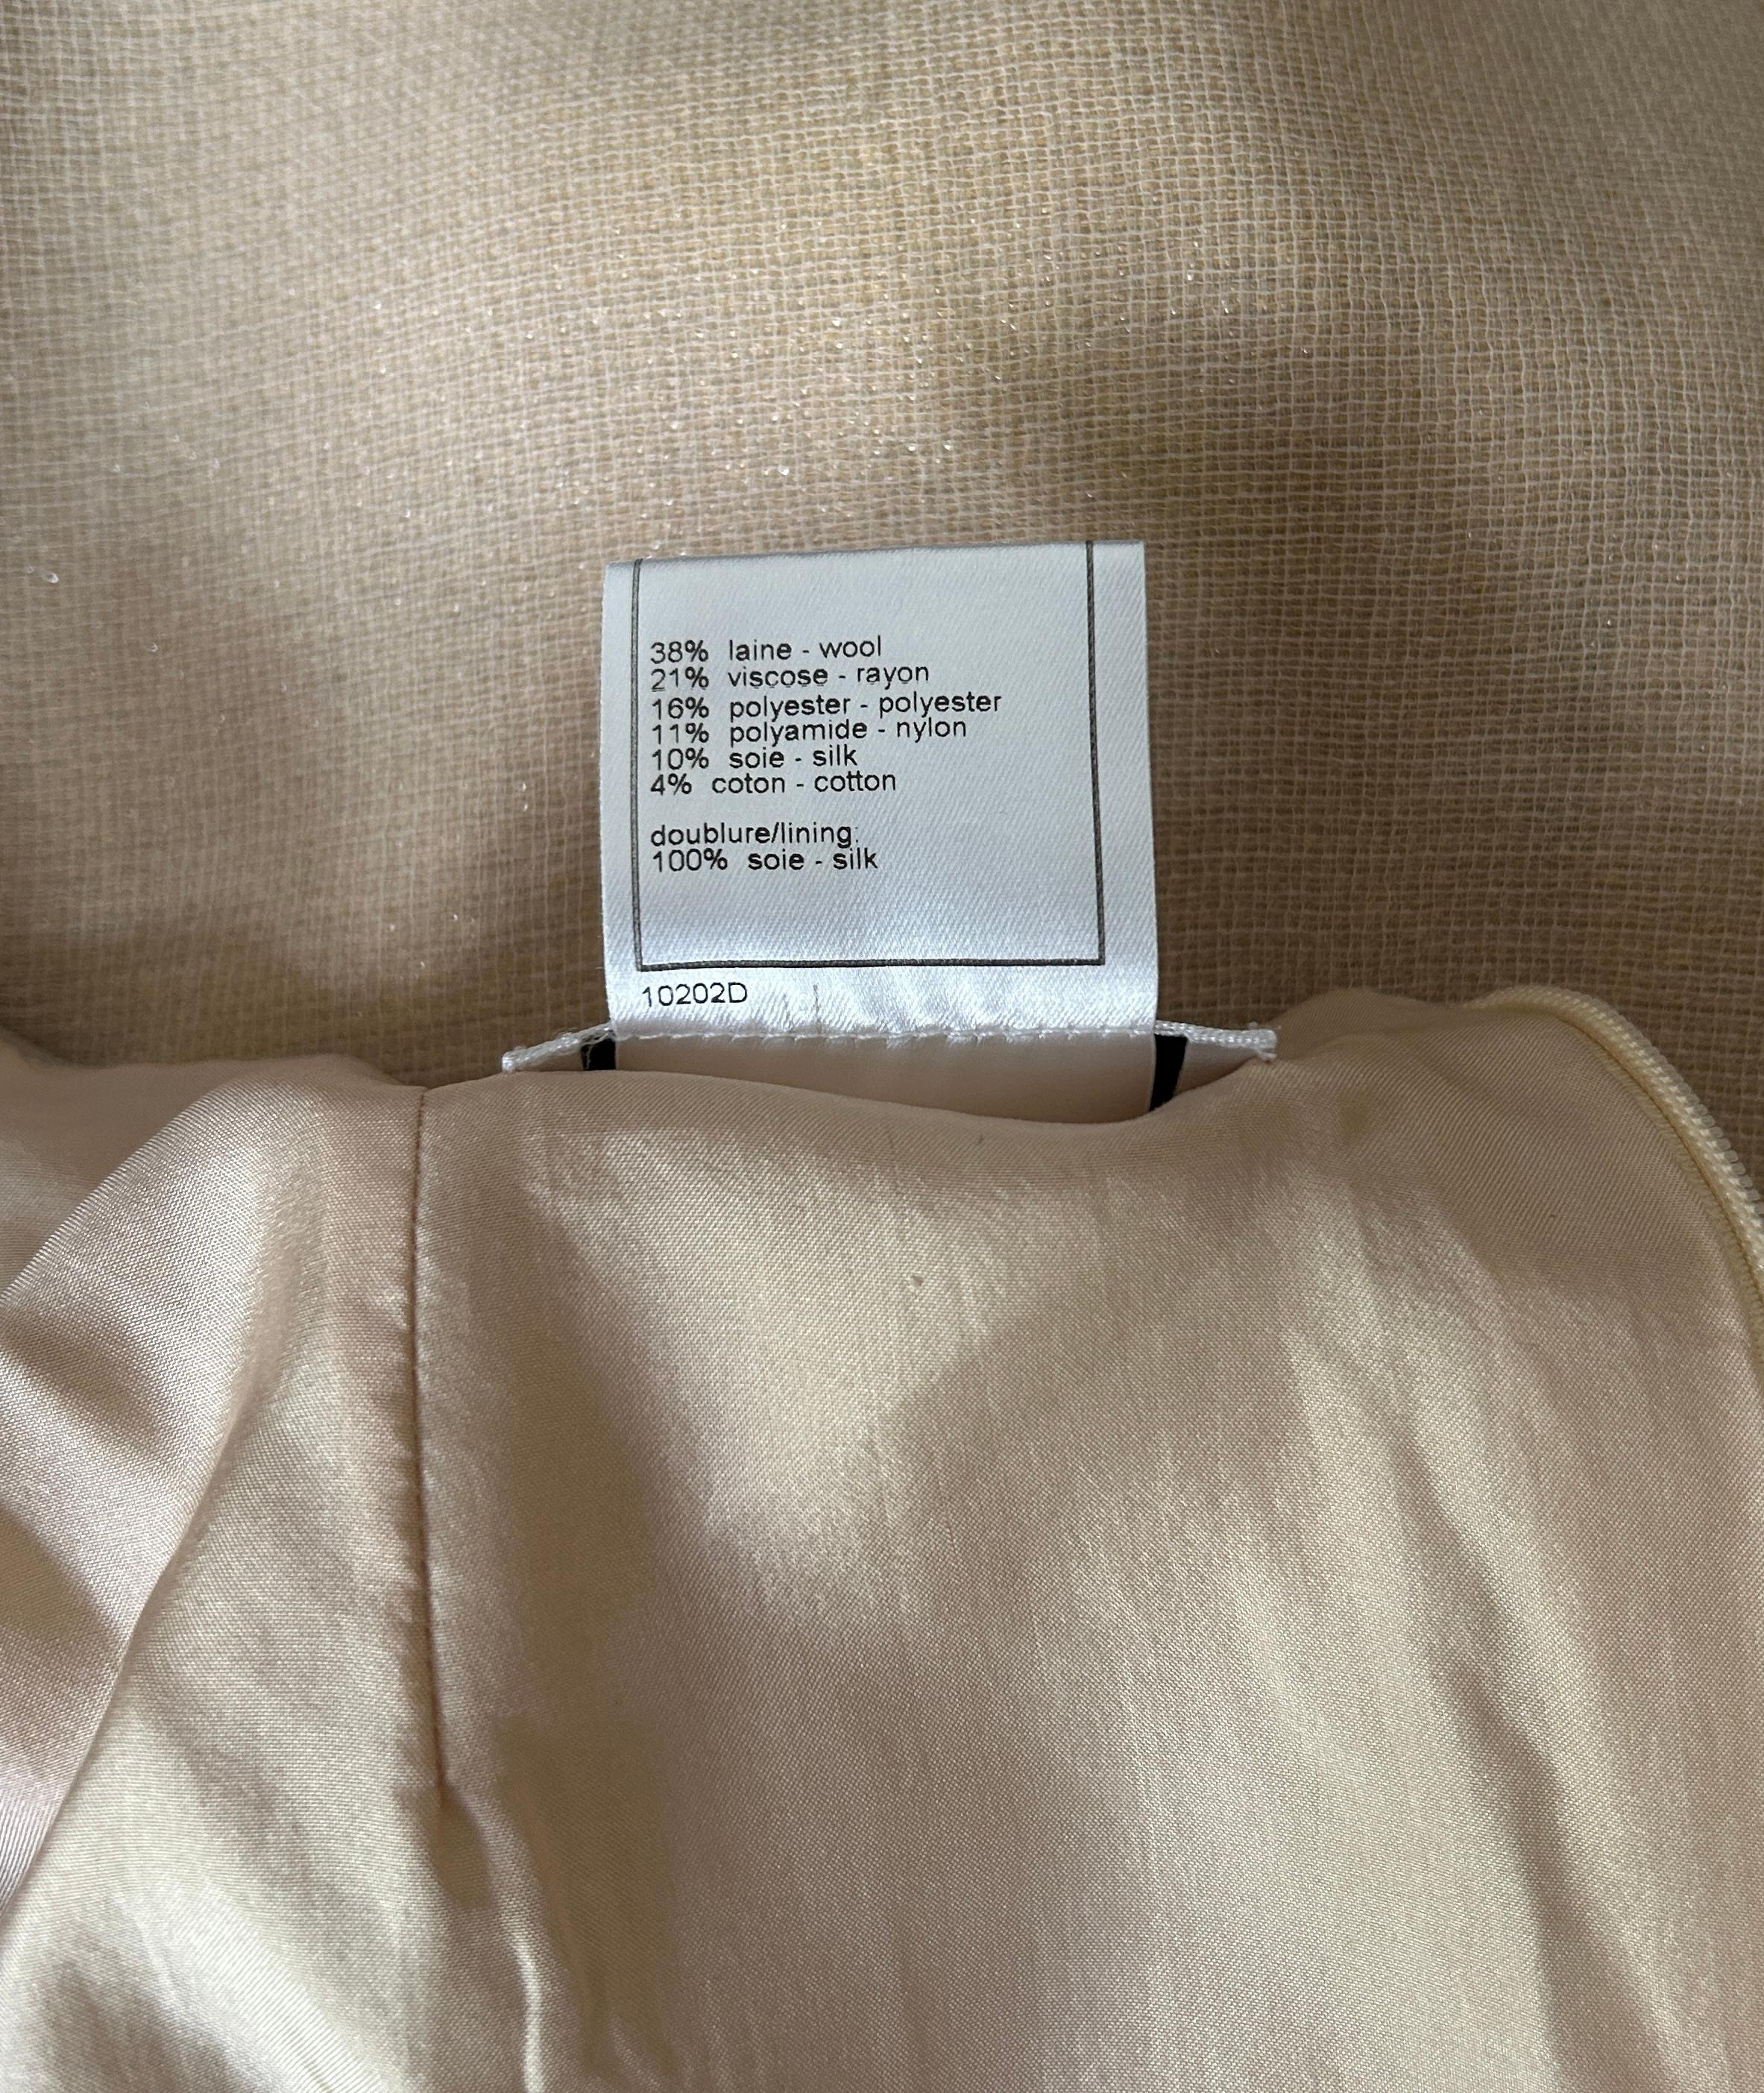 38% laine - wool
21% viscose - rayon
16% polyester - polyester
11% polyamide - nylon
10% soie - silk
4% coton - cotton
doublure/lining:
100% soie - silk
10202D